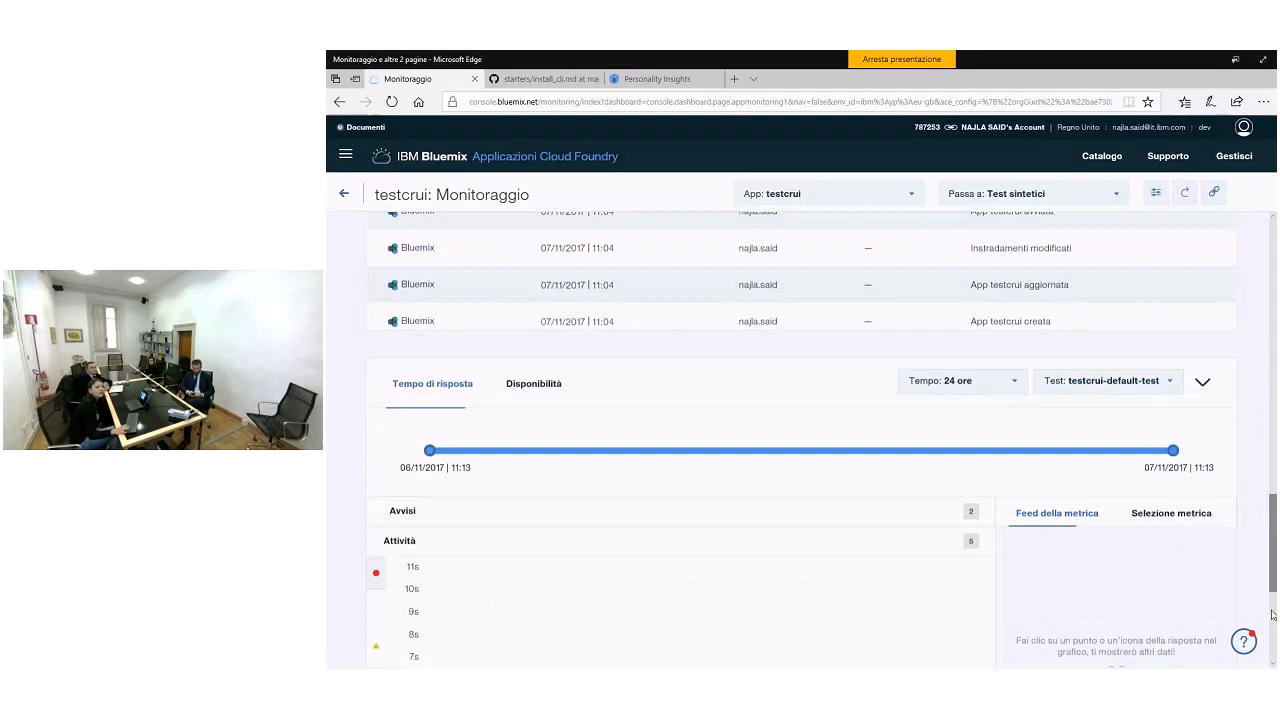 Monitoraggio e altre 2 pagine - Microsoft Edge
Arresta presentazione
Monitoraggio
starters/install_cli.md at ma
Personality Insights
console.bluemix.net/monitoring/index?dashboard=console.dashboard.page.appmonitoring1&nav=false&env_id=ibm%3Ayp%3Aeu-gb&ace_config=%7B%22orgGuid%22%3A%22bae730
Documenti
787253 NAJLA SAID's Account | Regno Unito : najla.said@it.ibm.com : dev
IBM Bluemix Applicazioni Cloud Foundry
Catalogo Supporto Gestisci
testcrui: Monitoraggio
App: testcrui
Passa a: Test sintetici
Bluemix 07/11/2017 | 11:04 najla.said — App testcrui avviata
Bluemix 07/11/2017 | 11:04 najla.said — Instradamenti modificati
Bluemix 07/11/2017 | 11:04 najla.said — App testcrui aggiornata
Bluemix 07/11/2017 | 11:04 najla.said — App testcrui creata
Tempo di risposta Disponibilità
Tempo: 24 ore
Test: testcrui-default-test
06/11/2017 | 11:13
07/11/2017 | 11:13
Avvisi 2
Feed della metrica Selezione metrica
Attività 5
11s
10s
9s
8s
7s
Fai clic su un punto o un'icona della risposta nel
grafico, ti mostrerò altri dati!
?